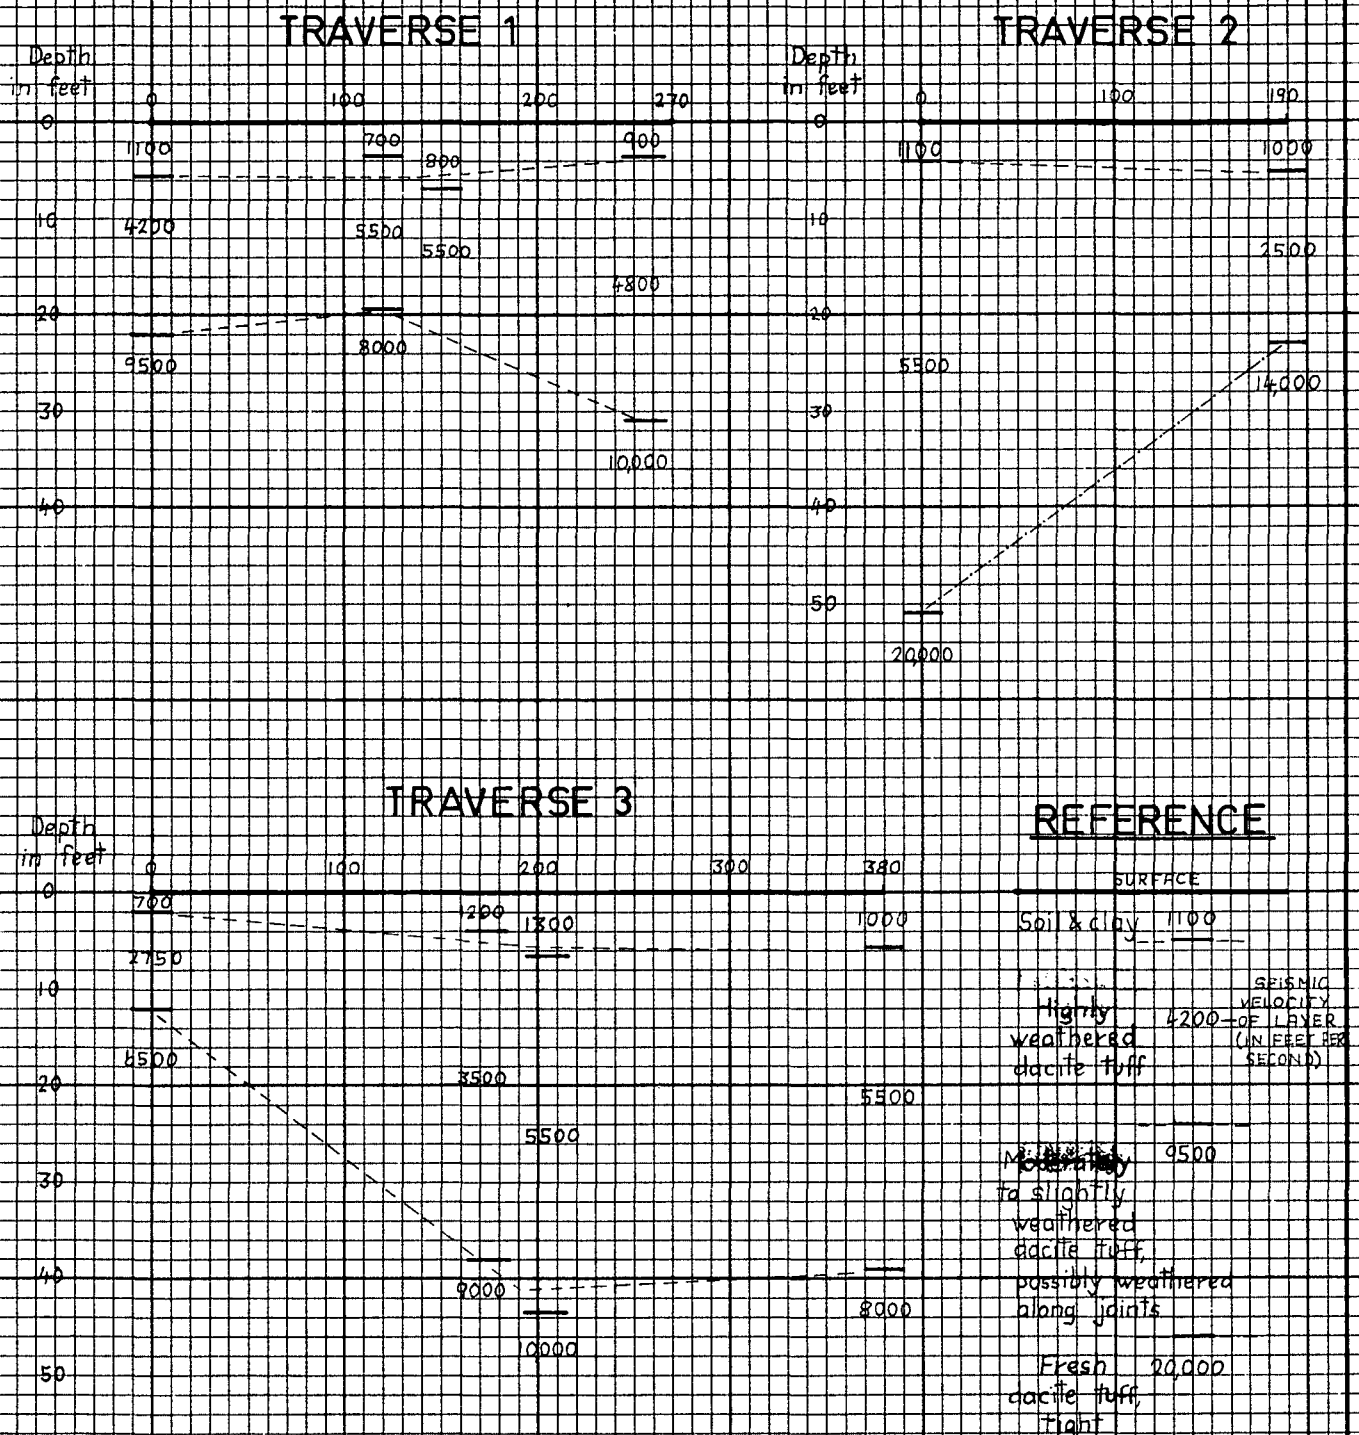 TRAVERSE 1
Depth
in feet
0 100 200 270
0
1100 700 800 900
10
4200 5500 5500
4800
20
9500 8000
30
10,000
40
TRAVERSE 2
Depth
in feet
0 100 190
0
1100 1000
10
2500
20
5500 14,000
30
40
50
20,000
TRAVERSE 3
Depth
in feet
0 100 200 300 380
0
700 1200 1300 1000
2750
10
6500
20
3500 5500
5500
30
40
9000 8000
10,000
50
REFERENCE
SURFACE
Soil & clay 1100
Highly
weathered
dacite tuff
4200
SEISMIC
VELOCITY
OF LAYER
(IN FEET PER
SECOND)
Moderately 9500
to slightly
weathered
dacite tuff,
possibly weathered
along joints
Fresh 20,000
dacite tuff,
tight